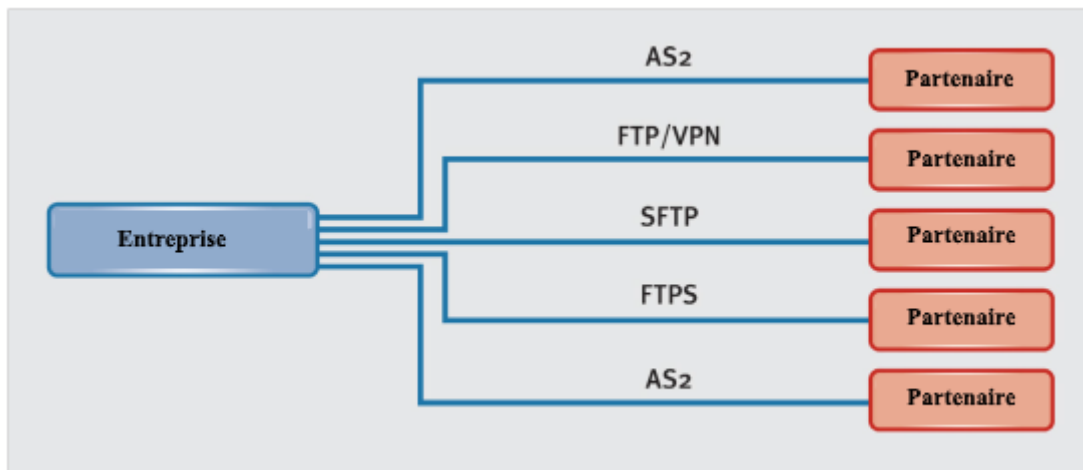 AS2
Partenaire
FTP/VPN
Partenaire
Entreprise
SFTP
Partenaire
FTPS
Partenaire
AS2
Partenaire